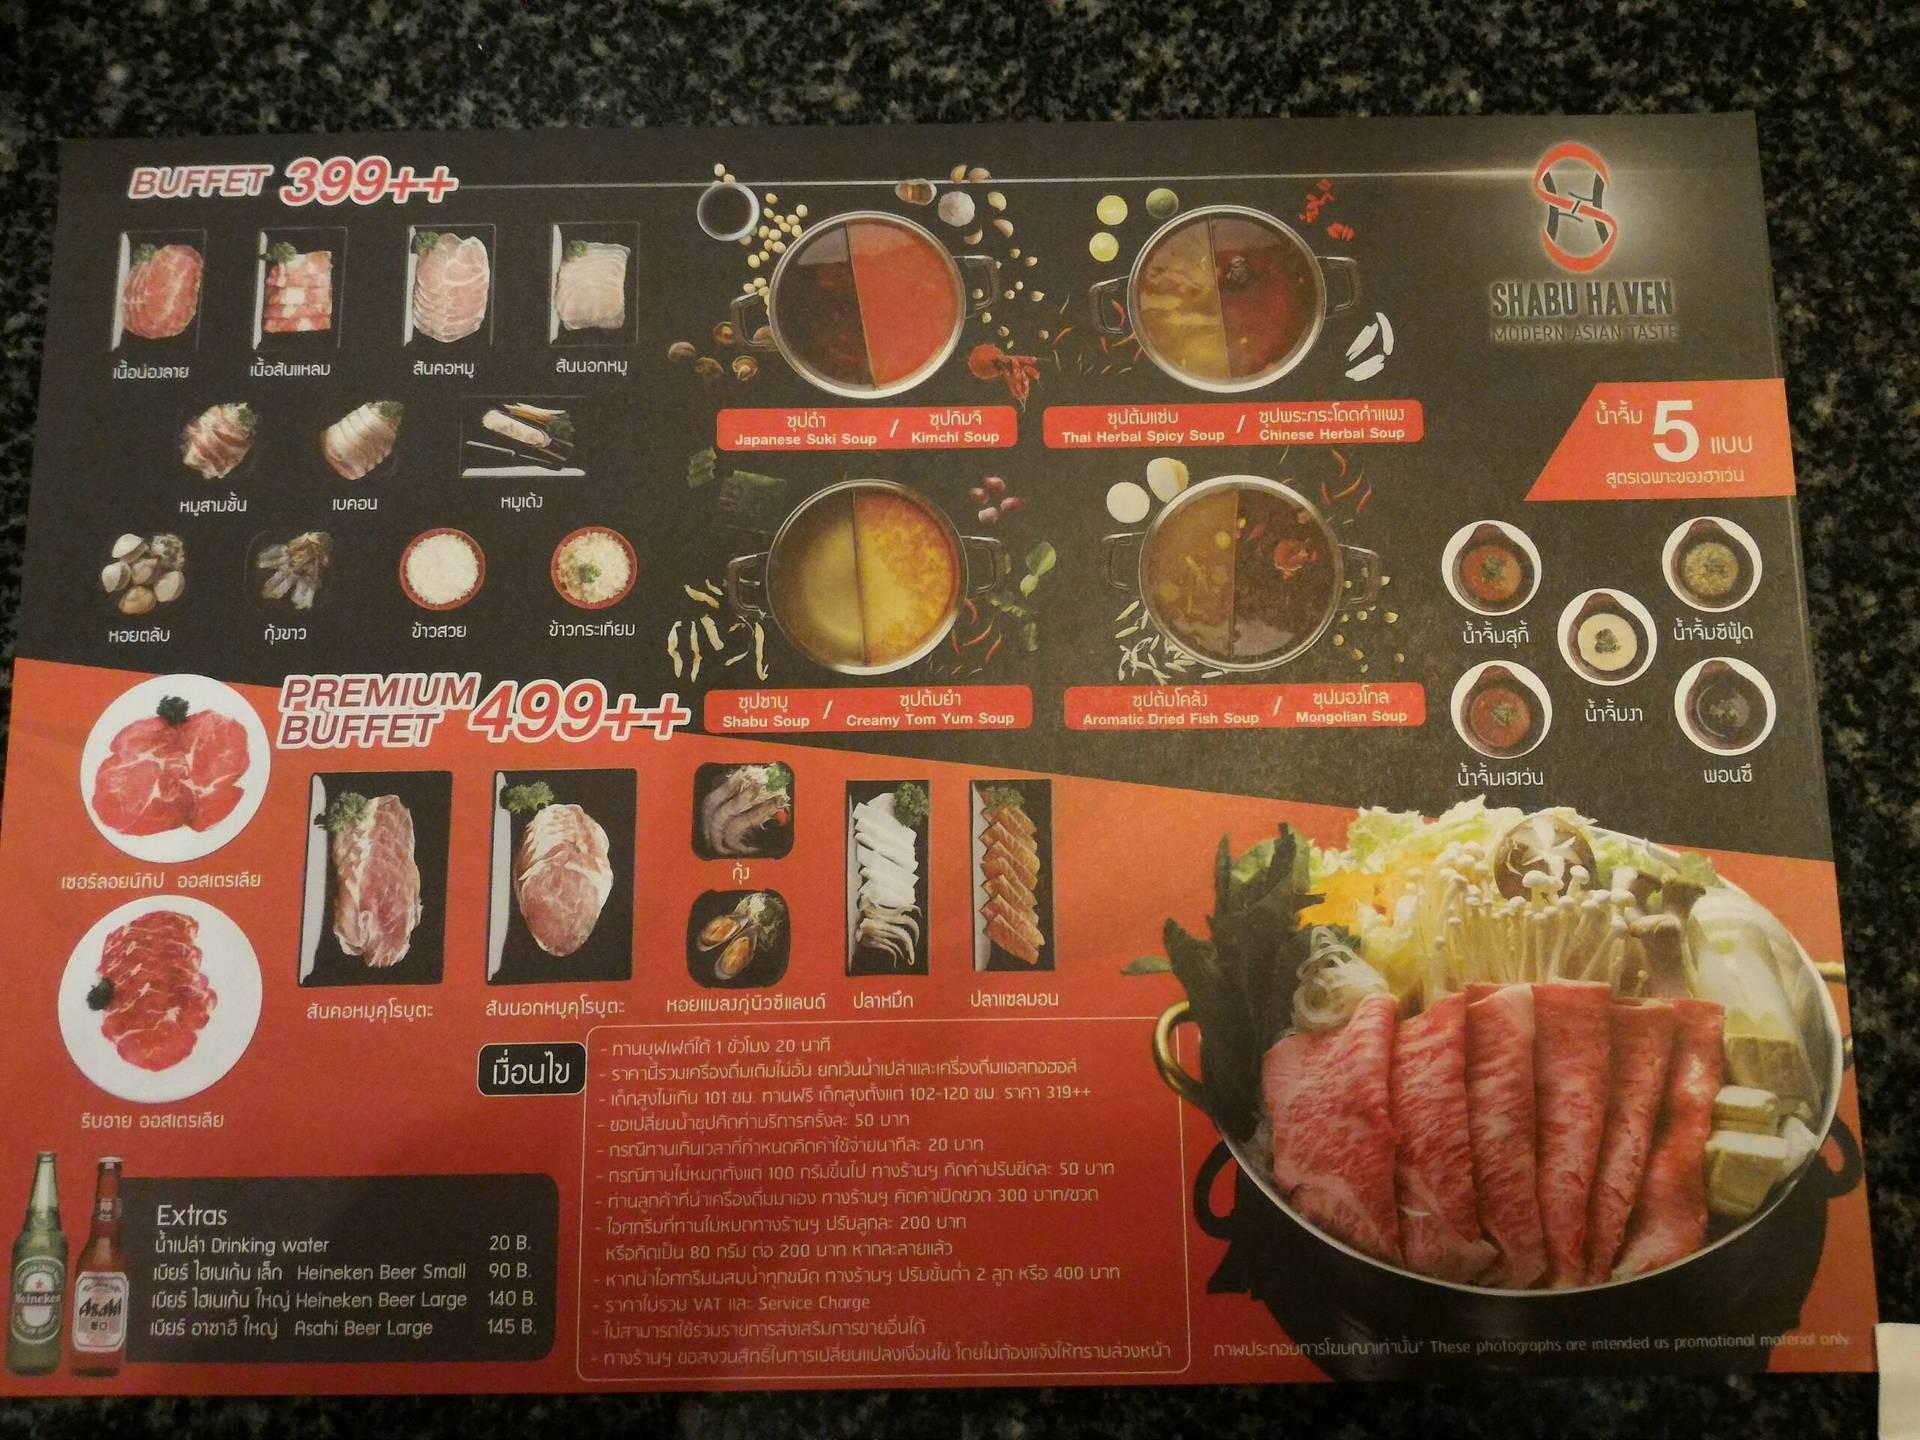 BUFFET 399++
SHABU HAVEN
MODERN ASIAN TASTE
เนื้อน่องลาย
เนื้อสันแหลม
สันคอหมู
สันนอกหมู
หมูสามชั้น
เบคอน
หมูเด้ง
หอยตลับ
กุ้งขาว
ข้าวสวย
ข้าวกระเทียม
ซุปดำ / ซุปกิมจิ
Japanese Suki Soup Kimchi Soup
ซุปต้มแซ่บ / ซุปพระกระโดดกำแพง
Thai Herbal Spicy Soup Chinese Herbal Soup
ซุปชาบู / ซุปต้มยำ
Shabu Soup Creamy Tom Yum Soup
ซุปต้มโคล้ง / ซุปมองโกล
Aromatic Dried Fish Soup Mongolian Soup
น้ำจิ้ม 5 แบบ
สูตรเฉพาะของฮาเว่น
น้ำจิ้มสุกี้
น้ำจิ้มซีฟู้ด
น้ำจิ้มงา
น้ำจิ้มเฮเว่น
พอนซึ
PREMIUM
BUFFET 499++
เซอร์ลอยน์ทิป ออสเตรเลีย
ริบอาย ออสเตรเลีย
สันคอหมูคุโรบูตะ
สันนอกหมูคุโรบูตะ
กุ้ง
หอยแมลงภู่นิวซีแลนด์
ปลาหมึก
ปลาแซลมอน
เงื่อนไข
- ทานบุฟเฟต์ได้ 1 ชั่วโมง 20 นาที
- ราคานี้รวมเครื่องดื่มเติมไม่อั้น ยกเว้นน้ำเปล่าและเครื่องดื่มแอลกอฮอล์
- เด็กสูงไม่เกิน 101 ซม. ทานฟรี เด็กสูงตั้งแต่ 102-120 ซม. ราคา 319++
- ขอเปลี่ยนน้ำซุปคิดค่าบริการครั้งละ 50 บาท
- กรณีทานเกินเวลาที่กำหนดคิดค่าใช้จ่ายนาทีละ 20 บาท
- กรณีทานไม่หมดตั้งแต่ 100 กรัมขึ้นไป ทางร้านฯ คิดค่าปรับขีดละ 50 บาท
- ท่านลูกค้าที่นำเครื่องดื่มมาเอง ทางร้านฯ คิดค่าเปิดขวด 300 บาท/ขวด
- ไอศกรีมที่ทานไม่หมดทางร้านฯ ปรับลูกละ 200 บาท
หรือคิดเป็น 80 กรัม ต่อ 200 บาท หากละลายแล้ว
- หากนำไอศกรีมผสมน้ำทุกชนิด ทางร้านฯ ปรับขั้นต่ำ 2 ลูก หรือ 400 บาท
- ราคาไม่รวม VAT และ Service Charge
- ไม่สามารถใช้ร่วมรายการส่งเสริมการขายอื่นได้
- ทางร้านฯ ขอสงวนสิทธิ์ในการเปลี่ยนแปลงเงื่อนไข โดยไม่ต้องแจ้งให้ทราบล่วงหน้า
Extras
น้ำเปล่า Drinking water 20 B.
เบียร์ ไฮเนเก้น เล็ก Heineken Beer Small 90 B.
เบียร์ ไฮเนเก้น ใหญ่ Heineken Beer Large 140 B.
เบียร์ อาซาฮี ใหญ่ Asahi Beer Large 145 B.
Heineken
Asahi
ภาพประกอบการโฆษณาเท่านั้น* These photographs are intended as promotional material only.